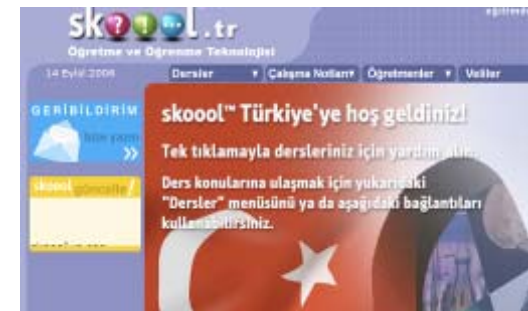 skoool.tr
Öğretme ve Öğrenme Teknolojisi
14 Eylül 2006
Dersler
Çalışma Notları
Öğretmenler
Veliler
GERİBİLDİRİM
bize yazın
skoool güncelle
skoool™ Türkiye'ye hoş geldiniz!
Tek tıklamayla dersleriniz için yardım alın.
Ders konularına ulaşmak için yukarıdaki
"Dersler" menüsünü ya da aşağıdaki bağlantıları
kullanabilirsiniz.